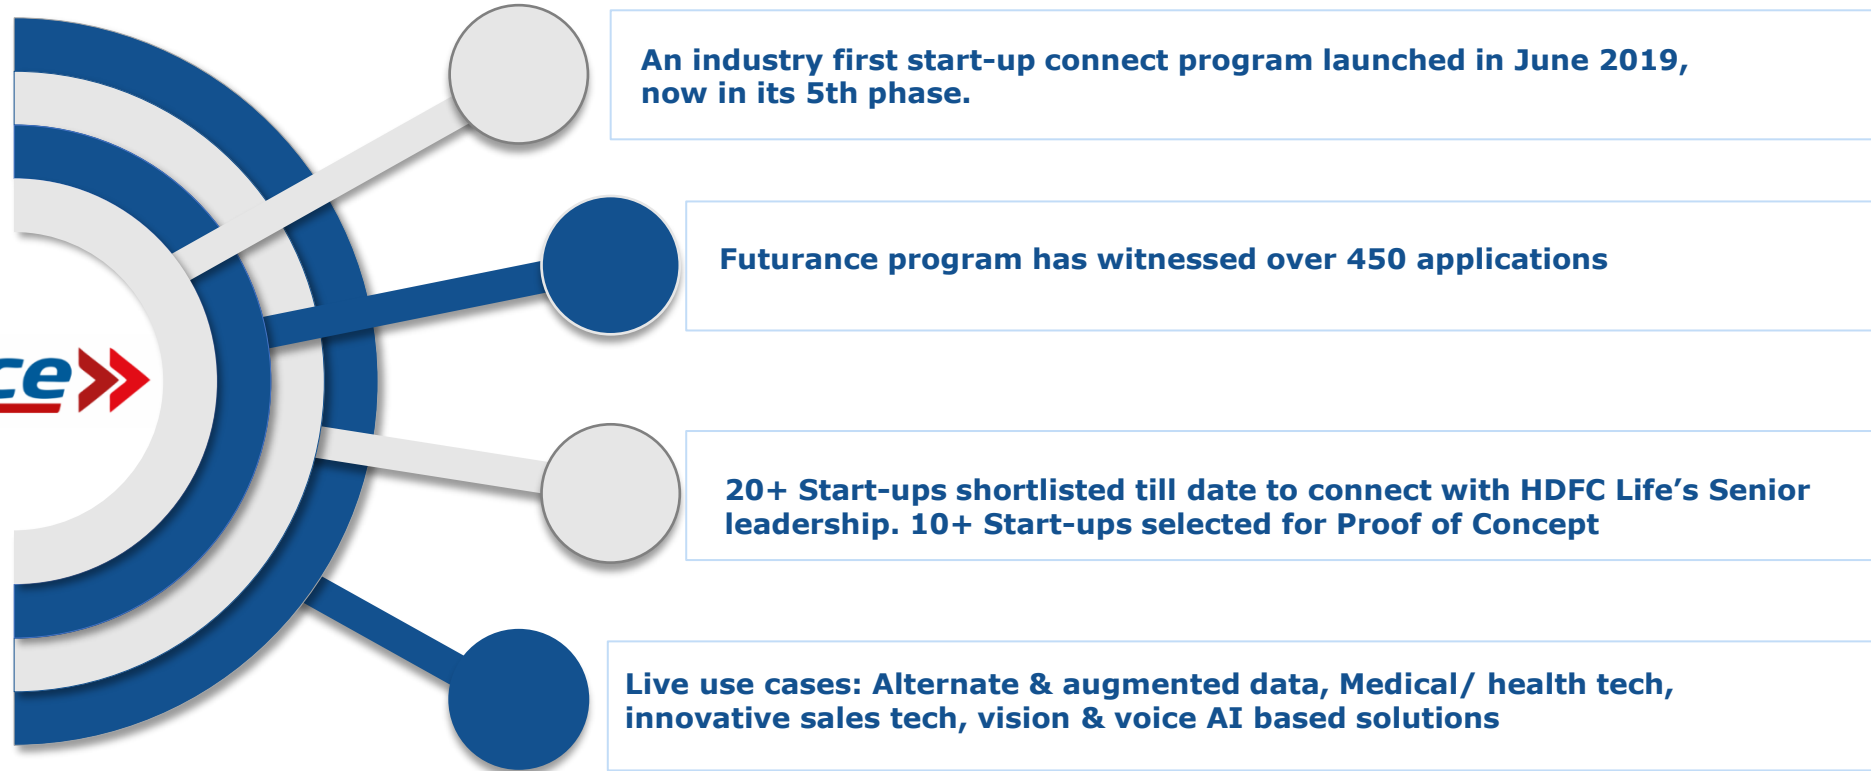 An industry first start-up connect program launched in June 2019,
now in its 5th phase.
Futurance program has witnessed over 450 applications
ce
20+ Start-ups shortlisted till date to connect with HDFC Life’s Senior
leadership. 10+ Start-ups selected for Proof of Concept
Live use cases: Alternate & augmented data, Medical/ health tech,
innovative sales tech, vision & voice AI based solutions